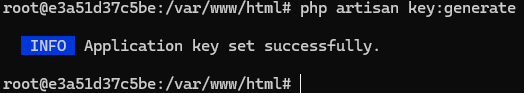 root@e3a51d37c5be:/var/www/html# php artisan key:generate
INFO Application key set successfully.
root@e3a51d37c5be:/var/www/html#